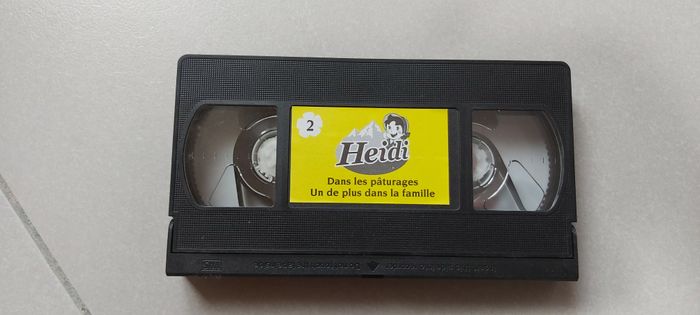 2
Heidi
Dans les pâturages
Un de plus dans la famille